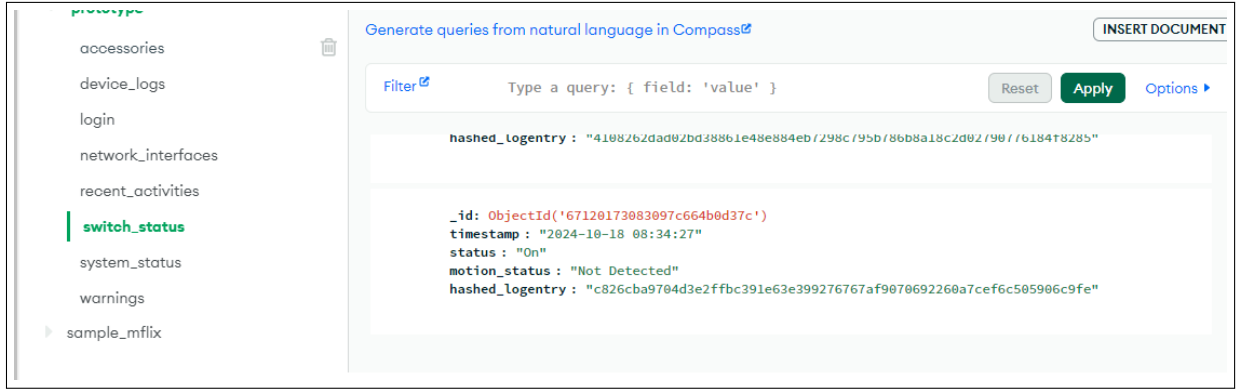 prototype
accessories
device_logs
login
network_interfaces
recent_activities
switch_status
system_status
warnings
sample_mflix
Generate queries from natural language in Compass
INSERT DOCUMENT
Filter
Type a query: { field: 'value' }
Reset
Apply
Options
hashed_logentry : "4108262dad02bd38861e48e884eb7298c795b786b8a18c2d02790776184f8285"
_id: ObjectId('67120173083097c664b0d37c')
timestamp : "2024-10-18 08:34:27"
status : "On"
motion_status : "Not Detected"
hashed_logentry : "c826cba9704d3e2ffbc391e63e399276767af9070692260a7cef6c505906c9fe"